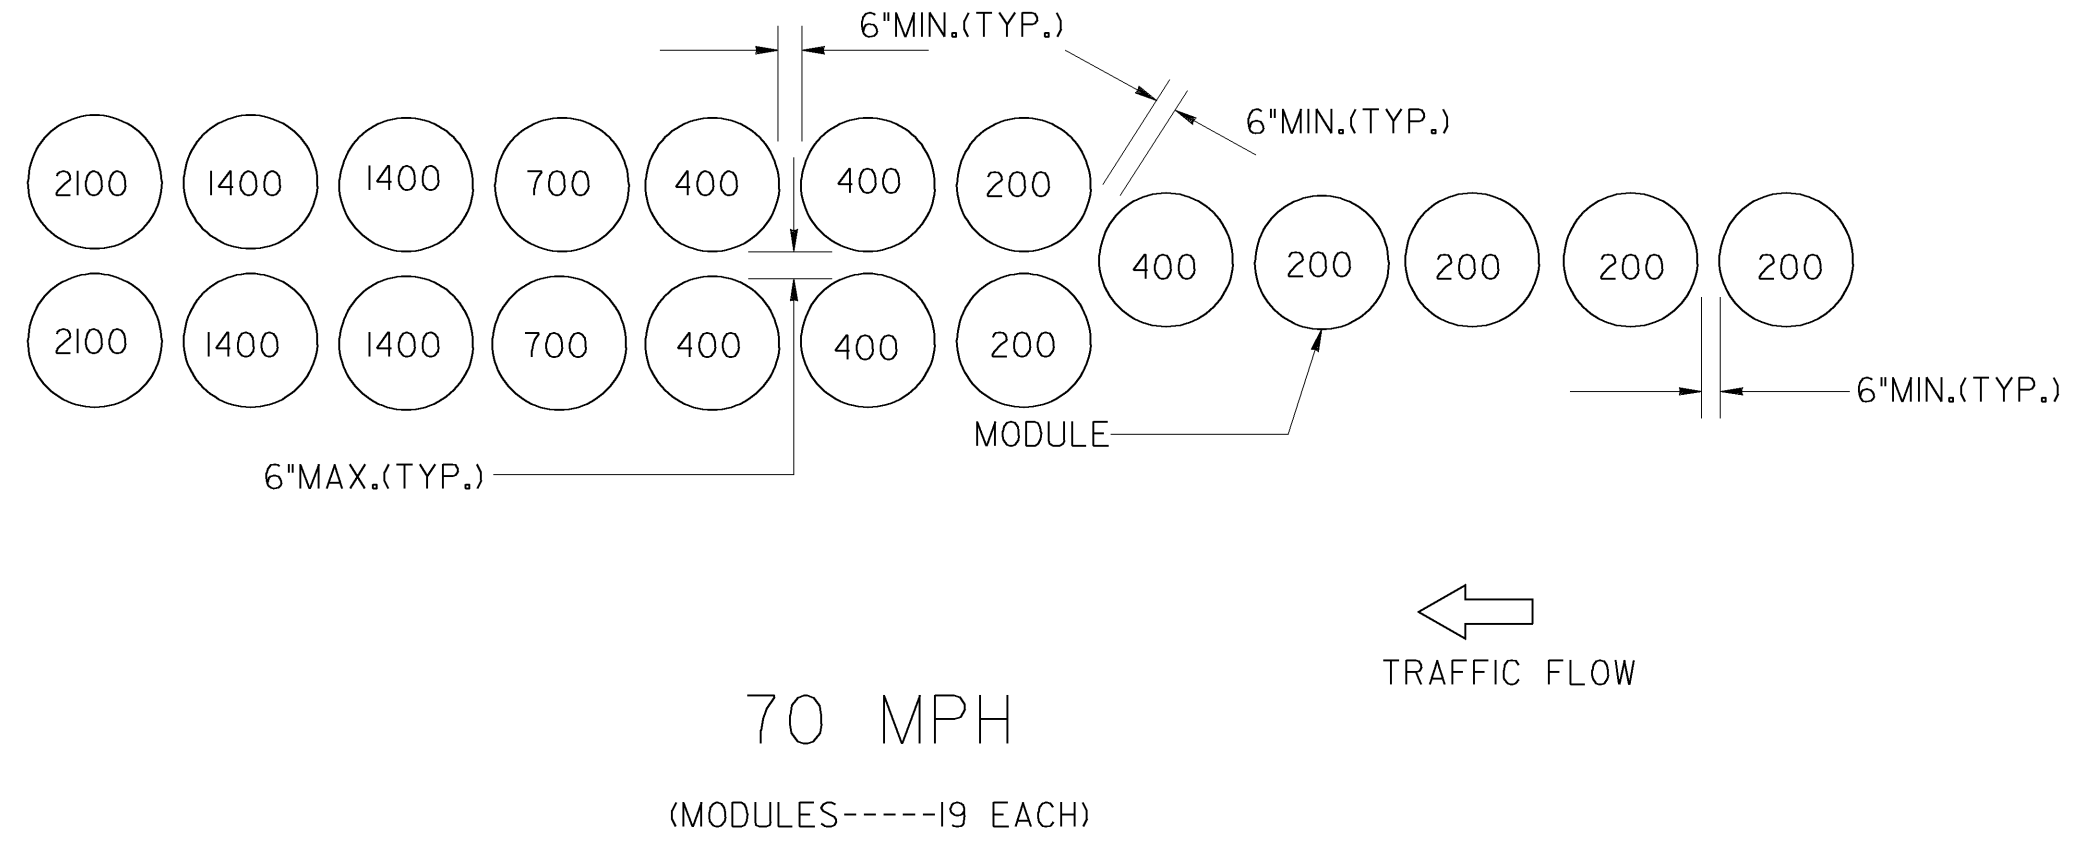 6"MIN.(TYP.)
6"MIN.(TYP.)
2100 1400 1400 700 400 400 200
400 200 200 200 200
2100 1400 1400 700 400 400 200
6"MIN.(TYP.)
MODULE
6"MAX.(TYP.)
TRAFFIC FLOW
70 MPH
(MODULES-----19 EACH)